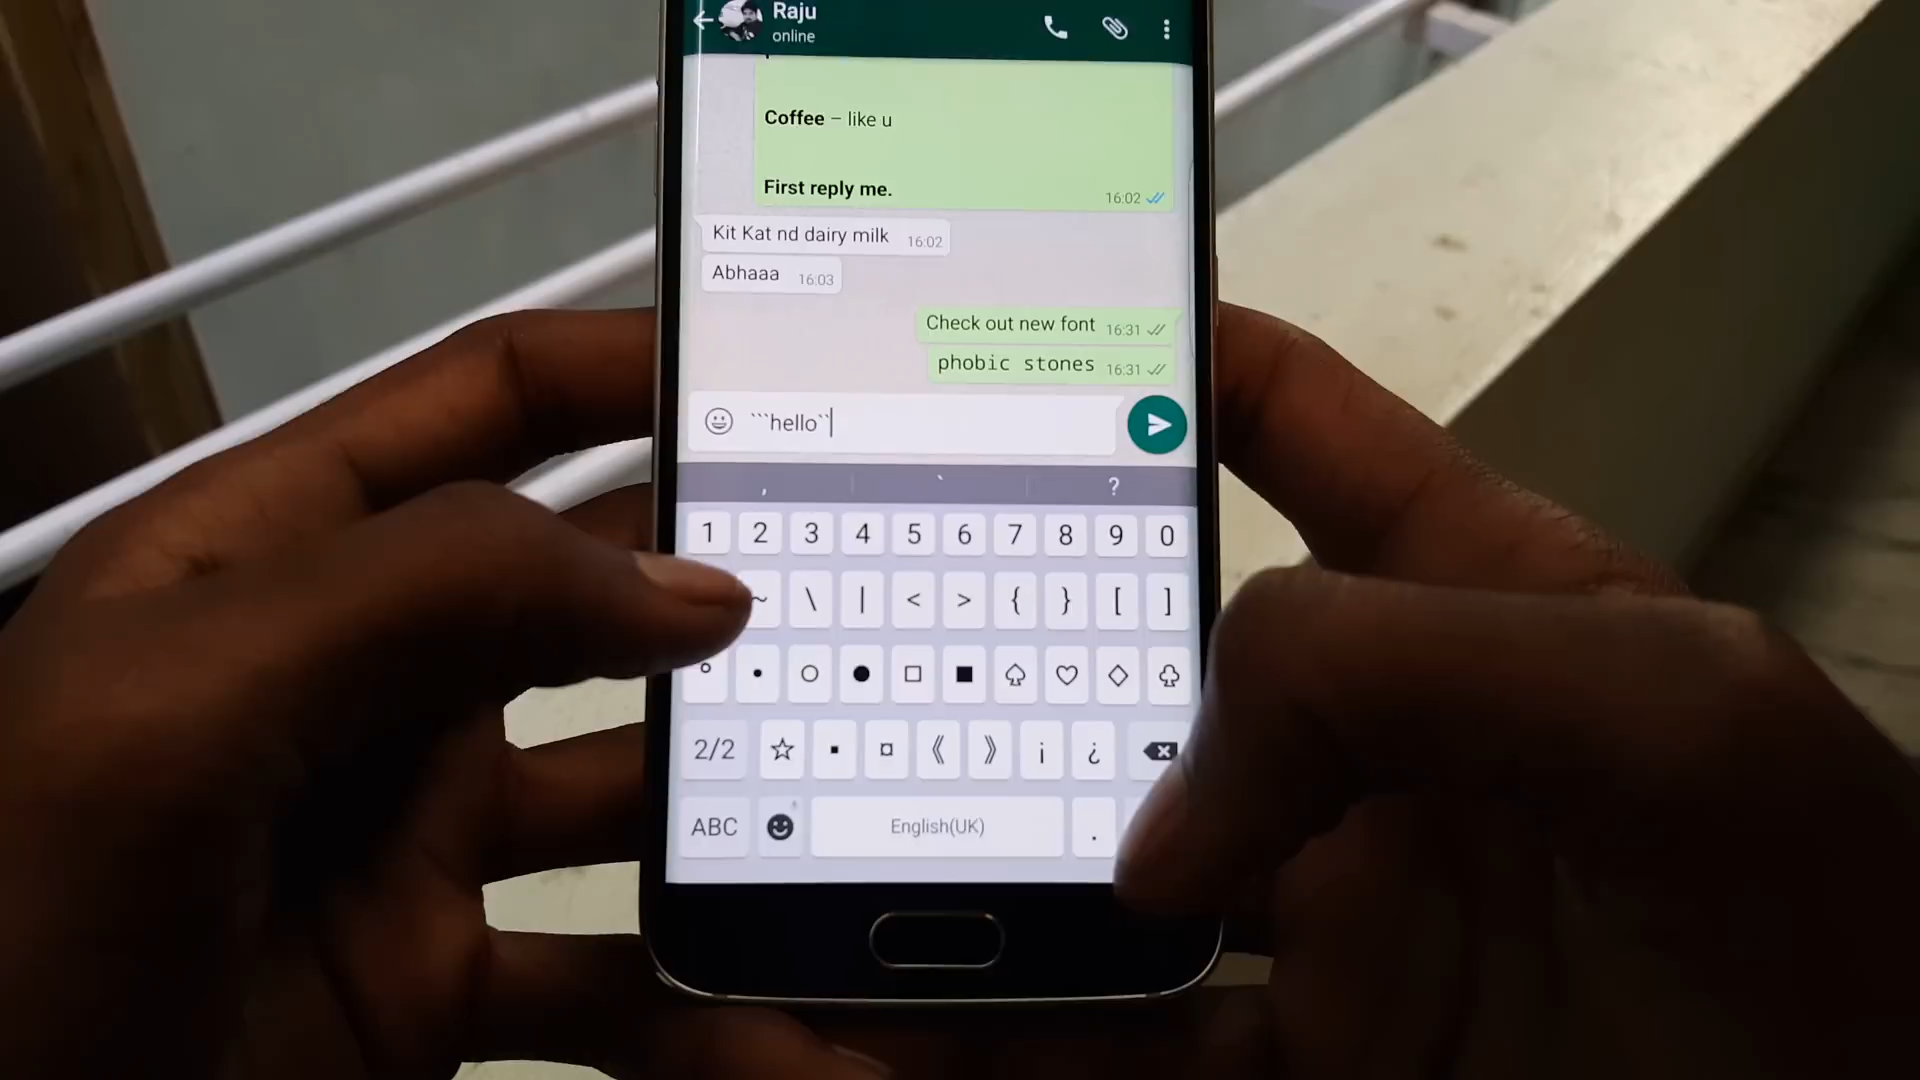 Raju
online
Coffee – like u
First reply me.
16:02
Kit Kat nd dairy milk 16:02
Abhaaa 16:03
Check out new font 16:31
phobic stones 16:31
```hello``
, ` ?
1 2 3 4 5 6 7 8 9 0
~ \ | < > { } [ ]
° • ○ ● □ ■ ♤ ♡ ◇ ♧
2/2 ☆ ▪ ¤ 《 》 ¡ ¿
ABC English(UK) .